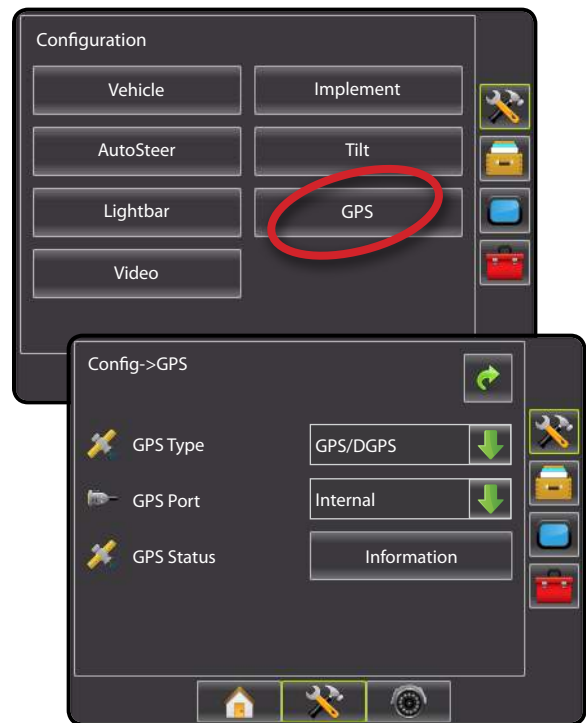 Configuration
Vehicle
Implement
AutoSteer
Tilt
Lightbar
GPS
Video
Config->GPS
GPS Type
GPS/DGPS
GPS Port
Internal
GPS Status
Information